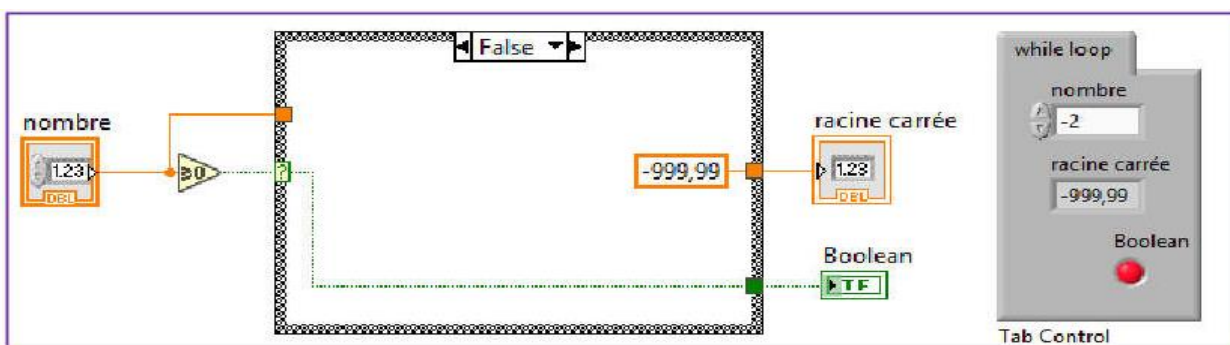 False
nombre
1.23
DBL
≥0
?
-999,99
racine carrée
1.23
DBL
Boolean
TF
while loop
nombre
-2
racine carrée
-999,99
Boolean
Tab Control